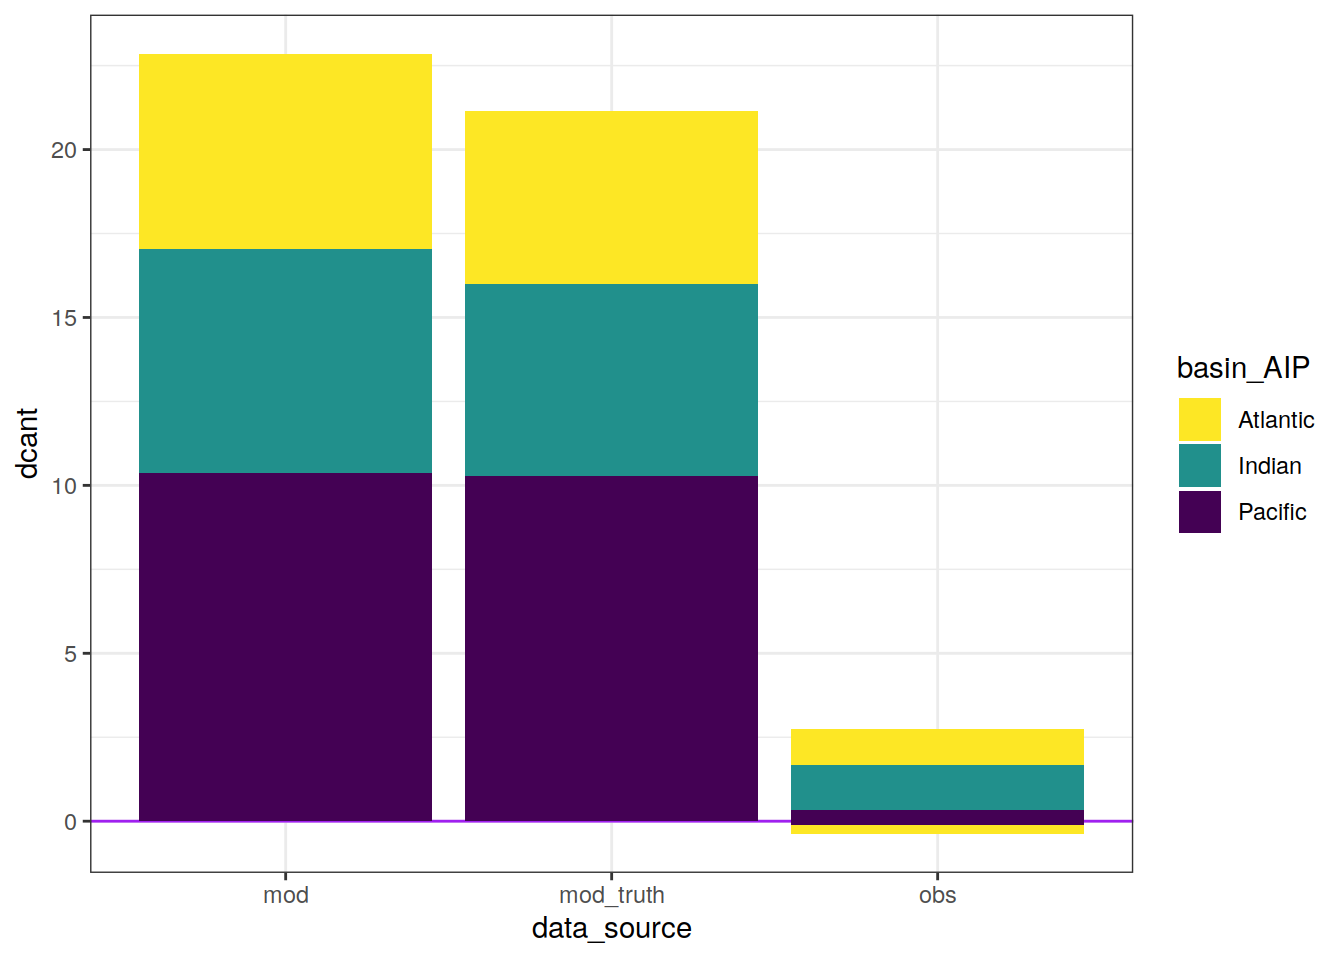 dcant
20
15
10
5
0
mod
mod_truth
obs
data_source
basin_AIP
Atlantic
Indian
Pacific